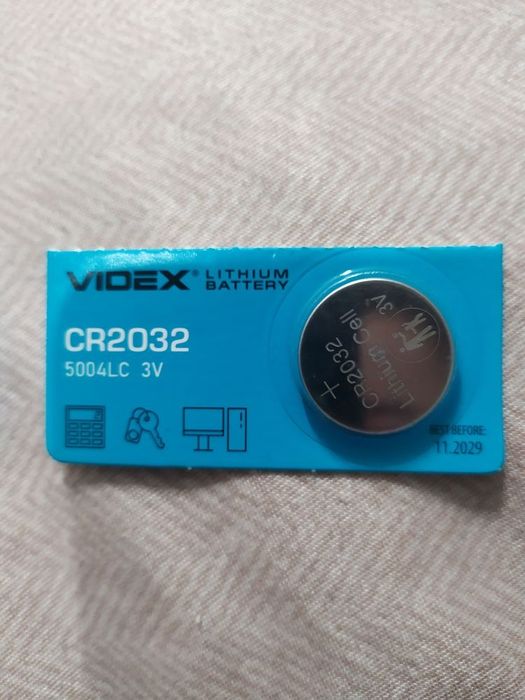 VIDEX® LITHIUM
BATTERY
CR2032
5004LC 3V
3V
Lithium Cell
CR2032
+
BEST BEFORE:
11.2029